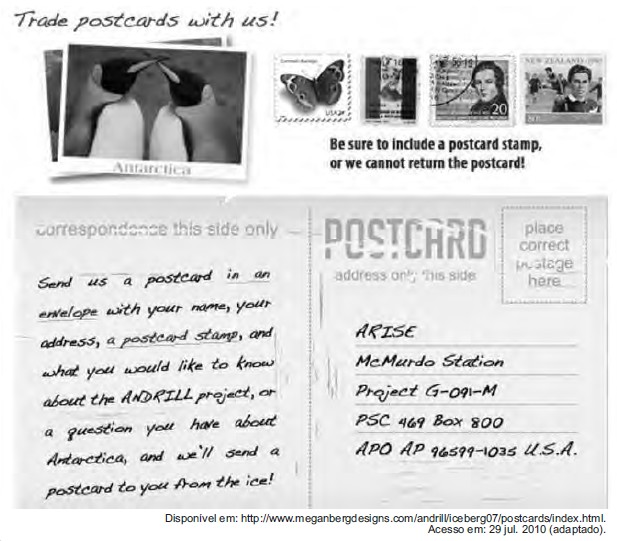 Trade postcards with us!
Antarctica
20
NEW ZEALAND
Be sure to include a postcard stamp,
or we cannot return the postcard!
correspondence this side only
Send us a postcard in an
envelope with your name, your
address, a postcard stamp, and
what you would like to know
about the ANDRILL project, or
a question you have about
Antarctica, and we'll send a
postcard to you from the ice!
POSTCARD
address only this side
place
correct
postage
here
ARISE
McMurdo Station
Project G-091-M
PSC 469 Box 800
APO AP 96599-1035 U.S.A.
Disponível em: http://www.meganbergdesigns.com/andrill/iceberg07/postcards/index.html.
Acesso em: 29 jul. 2010 (adaptado).